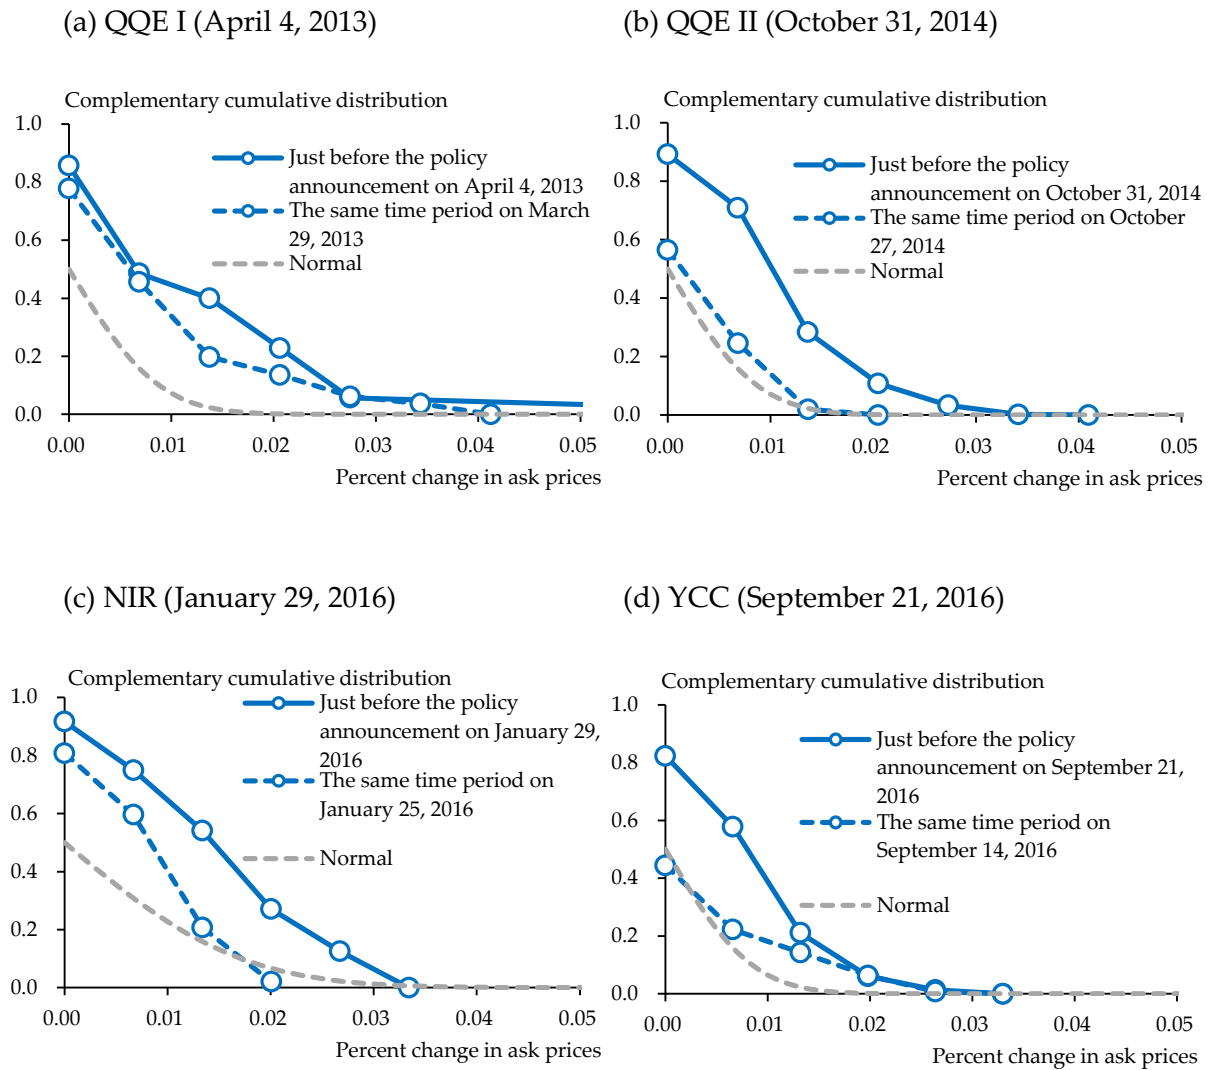 (a) QQE I (April 4, 2013)
Complementary cumulative distribution
1.0
0.8
0.6
0.4
0.2
0.0
Just before the policy
announcement on April 4, 2013
The same time period on March
29, 2013
Normal
0.00 0.01 0.02 0.03 0.04 0.05
Percent change in ask prices
(b) QQE II (October 31, 2014)
Complementary cumulative distribution
1.0
0.8
0.6
0.4
0.2
0.0
Just before the policy
announcement on October 31, 2014
The same time period on October
27, 2014
Normal
0.00 0.01 0.02 0.03 0.04 0.05
Percent change in ask prices
(c) NIR (January 29, 2016)
Complementary cumulative distribution
1.0
0.8
0.6
0.4
0.2
0.0
Just before the policy
announcement on January 29,
2016
The same time period on
January 25, 2016
Normal
0.00 0.01 0.02 0.03 0.04 0.05
Percent change in ask prices
(d) YCC (September 21, 2016)
Complementary cumulative distribution
1.0
0.8
0.6
0.4
0.2
0.0
Just before the policy
announcement on September 21,
2016
The same time period on
September 14, 2016
Normal
0.00 0.01 0.02 0.03 0.04 0.05
Percent change in ask prices